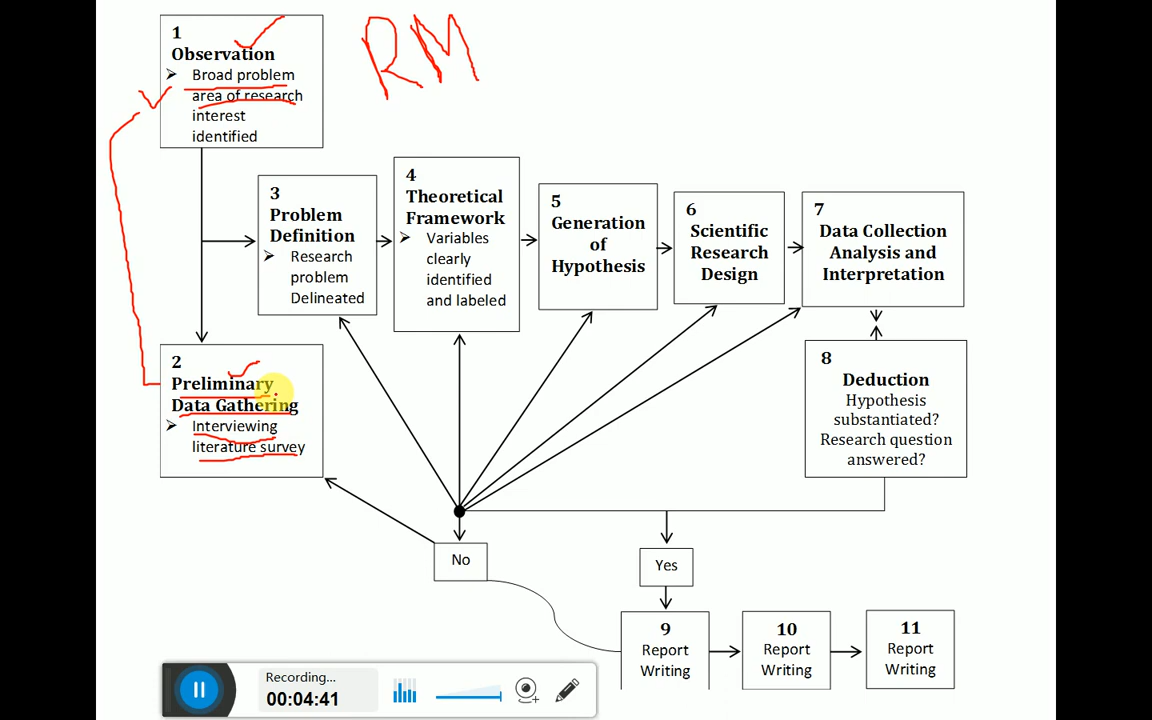 1
Observation
➢ Broad problem
area of research
interest
identified
RM
2
Preliminary
Data Gathering
➢ Interviewing
literature survey
3
Problem
Definition
➢ Research
problem
Delineated
4
Theoretical
Framework
➢ Variables
clearly
identified
and labeled
5
Generation
of
Hypothesis
6
Scientific
Research
Design
7
Data Collection
Analysis and
Interpretation
8
Deduction
Hypothesis
substantiated?
Research question
answered?
No
Yes
9
Report
Writing
10
Report
Writing
11
Report
Writing
Recording...
00:04:41